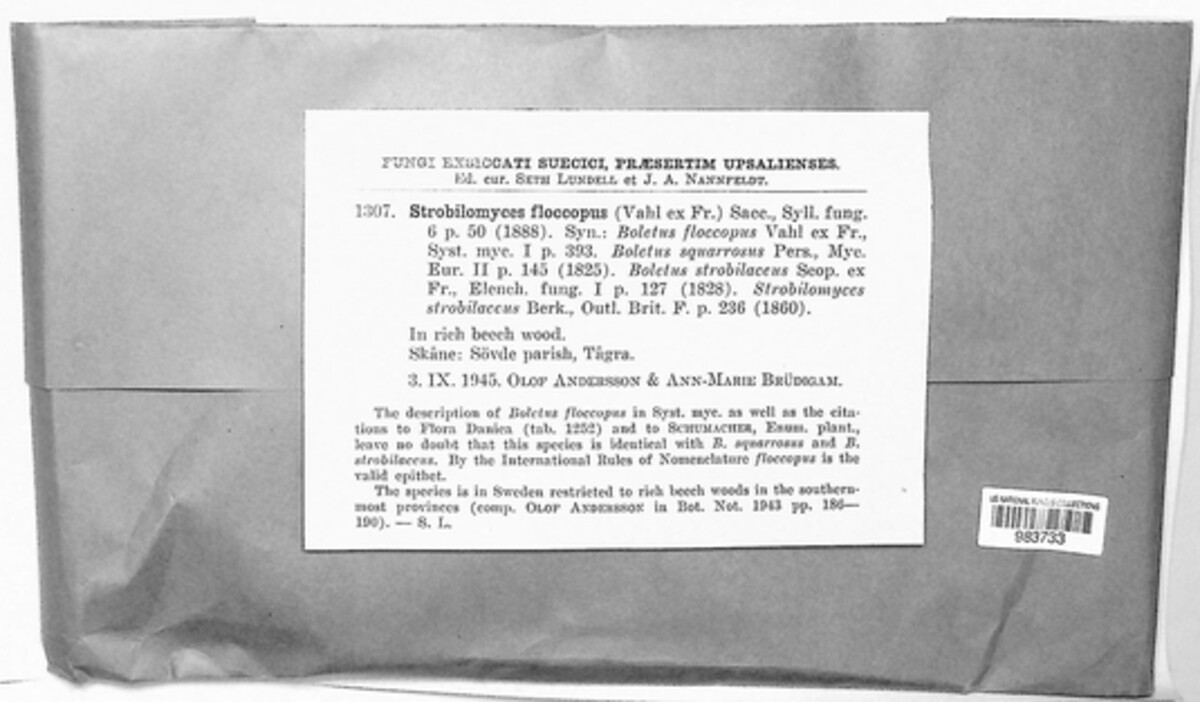 FUNGI EXSICCATI SUECICI, PRÆSERTIM UPSALIENSES.
Ed. cur. SETH LUNDELL et J. A. NANNFELDT.
1307. Strobilomyces floccopus (Vahl ex Fr.) Sacc., Syll. fung.
6 p. 50 (1888). Syn.: Boletus floccopus Vahl ex Fr.,
Syst. myc. I p. 393. Boletus squarrosus Pers., Myc.
Eur. II p. 145 (1825). Boletus strobilaceus Scop. ex
Fr., Elench. fung. I p. 127 (1828). Strobilomyces
strobilaceus Berk., Outl. Brit. F. p. 236 (1860).
In rich beech wood.
Skåne: Sövde parish, Tågra.
3. IX. 1945. OLOF ANDERSSON & ANN-MARIE BRÜDIGAM.
The description of Boletus floccopus in Syst. myc. as well as the cita-
tions to Flora Danica (tab. 1252) and to SCHUMACHER, Enum. plant.,
leave no doubt that this species is identical with B. squarrosus and B.
strobilaceus. By the International Rules of Nomenclature floccopus is the
valid epithet.
The species is in Sweden restricted to rich beech woods in the southern-
most provinces (comp. OLOF ANDERSSON in Bot. Not. 1943 pp. 186—
190). — S. L.
US NATIONAL FUNGUS COLLECTIONS
983733